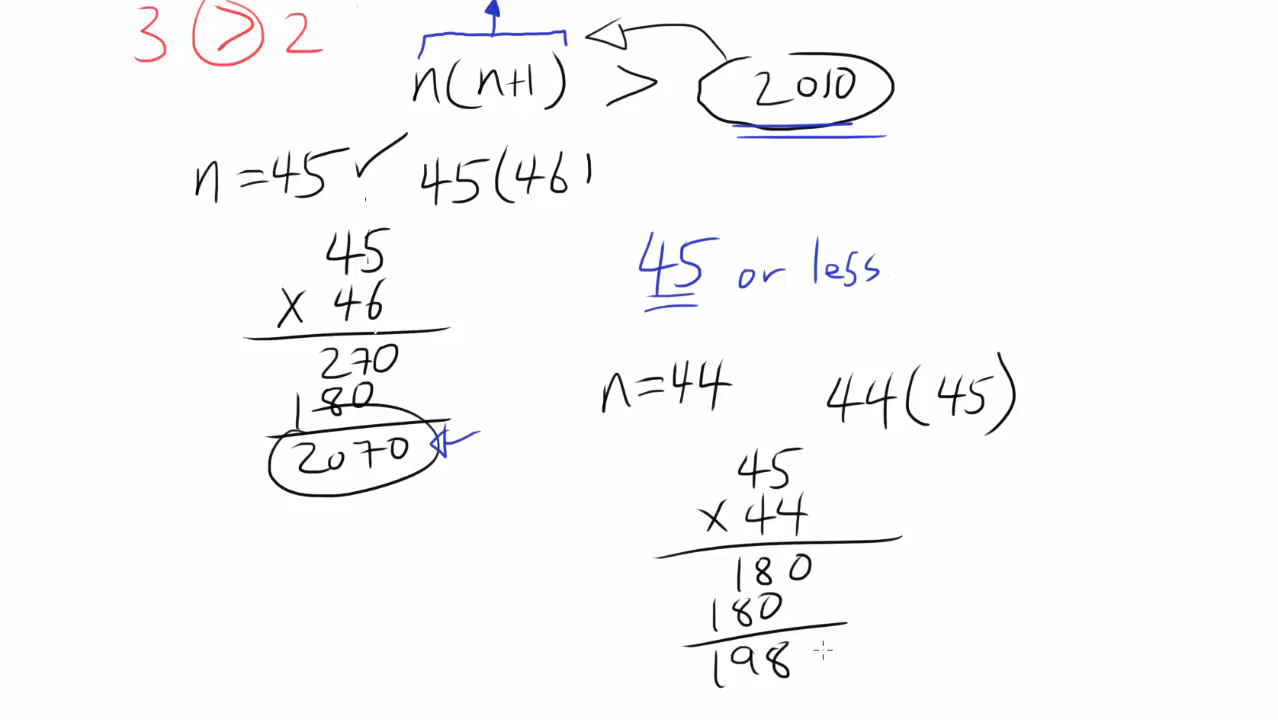 3 > 2
n(n+1) > 2010
n = 45 ✓ 45(46)
45
× 46
270
180
2070
45 or less
n = 44 44(45)
45
× 44
180
180
198